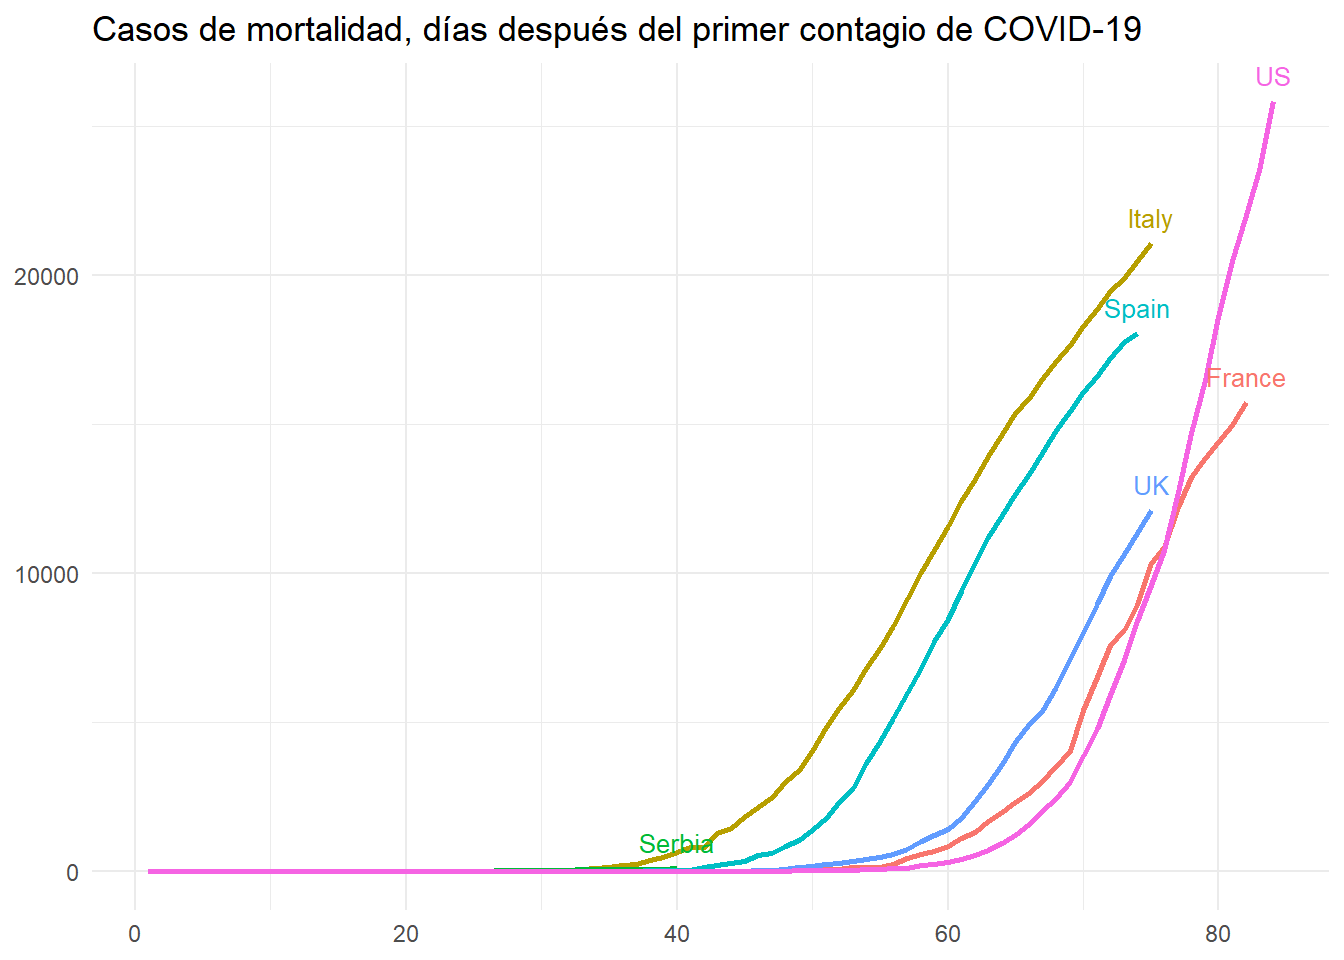 Casos de mortalidad, días después del primer contagio de COVID-19
US
Italy
20000
Spain
France
UK
10000
Serbia
0
0 20 40 60 80